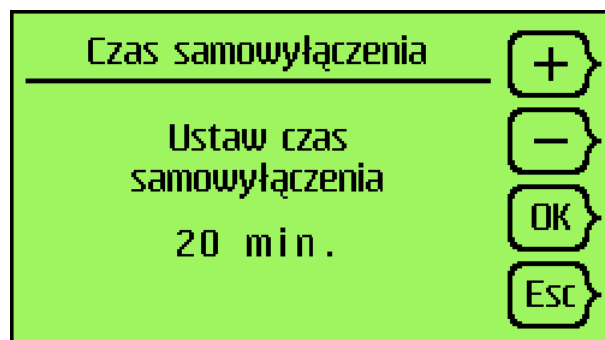 Czas samowyłączenia
Ustaw czas
samowyłączenia
20 min.
+
−
OK
Esc